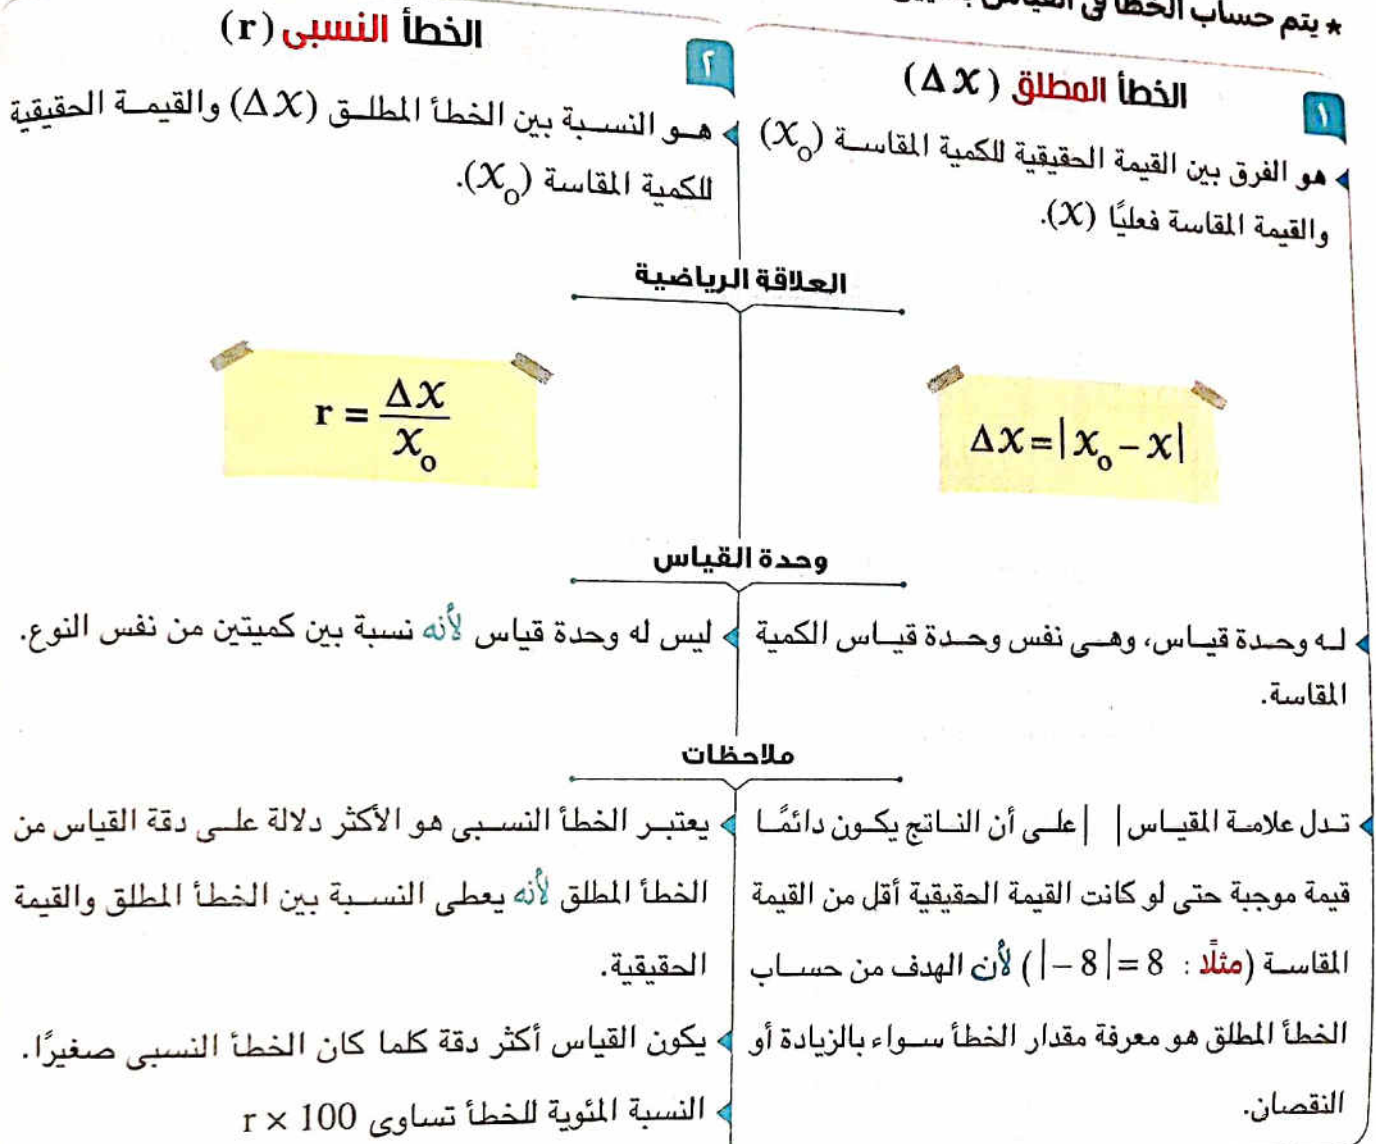 * يتم حساب الخطأ فى القياس
١
الخطأ المطلق (Δx)
هو الفرق بين القيمة الحقيقية للكمية المقاسة (x₀)
والقيمة المقاسة فعليًا (x).
٢
الخطأ النسبى (r)
هو النسبة بين الخطأ المطلق (Δx) والقيمة الحقيقية
للكمية المقاسة (x₀).
العلاقة الرياضية
Δx = |x₀ – x|
r = Δx / x₀
وحدة القياس
له وحدة قياس، وهى نفس وحدة قياس الكمية
المقاسة.
ليس له وحدة قياس لأنه نسبة بين كميتين من نفس النوع.
ملاحظات
تدل علامة المقياس | | على أن الناتج يكون دائمًا
قيمة موجبة حتى لو كانت القيمة الحقيقية أقل من القيمة
المقاسة (مثلًا : 8 = |8 –|) لأن الهدف من حساب
الخطأ المطلق هو معرفة مقدار الخطأ سواء بالزيادة أو
النقصان.
يعتبر الخطأ النسبى هو الأكثر دلالة على دقة القياس من
الخطأ المطلق لأنه يعطى النسبة بين الخطأ المطلق والقيمة
الحقيقية.
يكون القياس أكثر دقة كلما كان الخطأ النسبى صغيرًا.
النسبة المئوية للخطأ تساوى r × 100